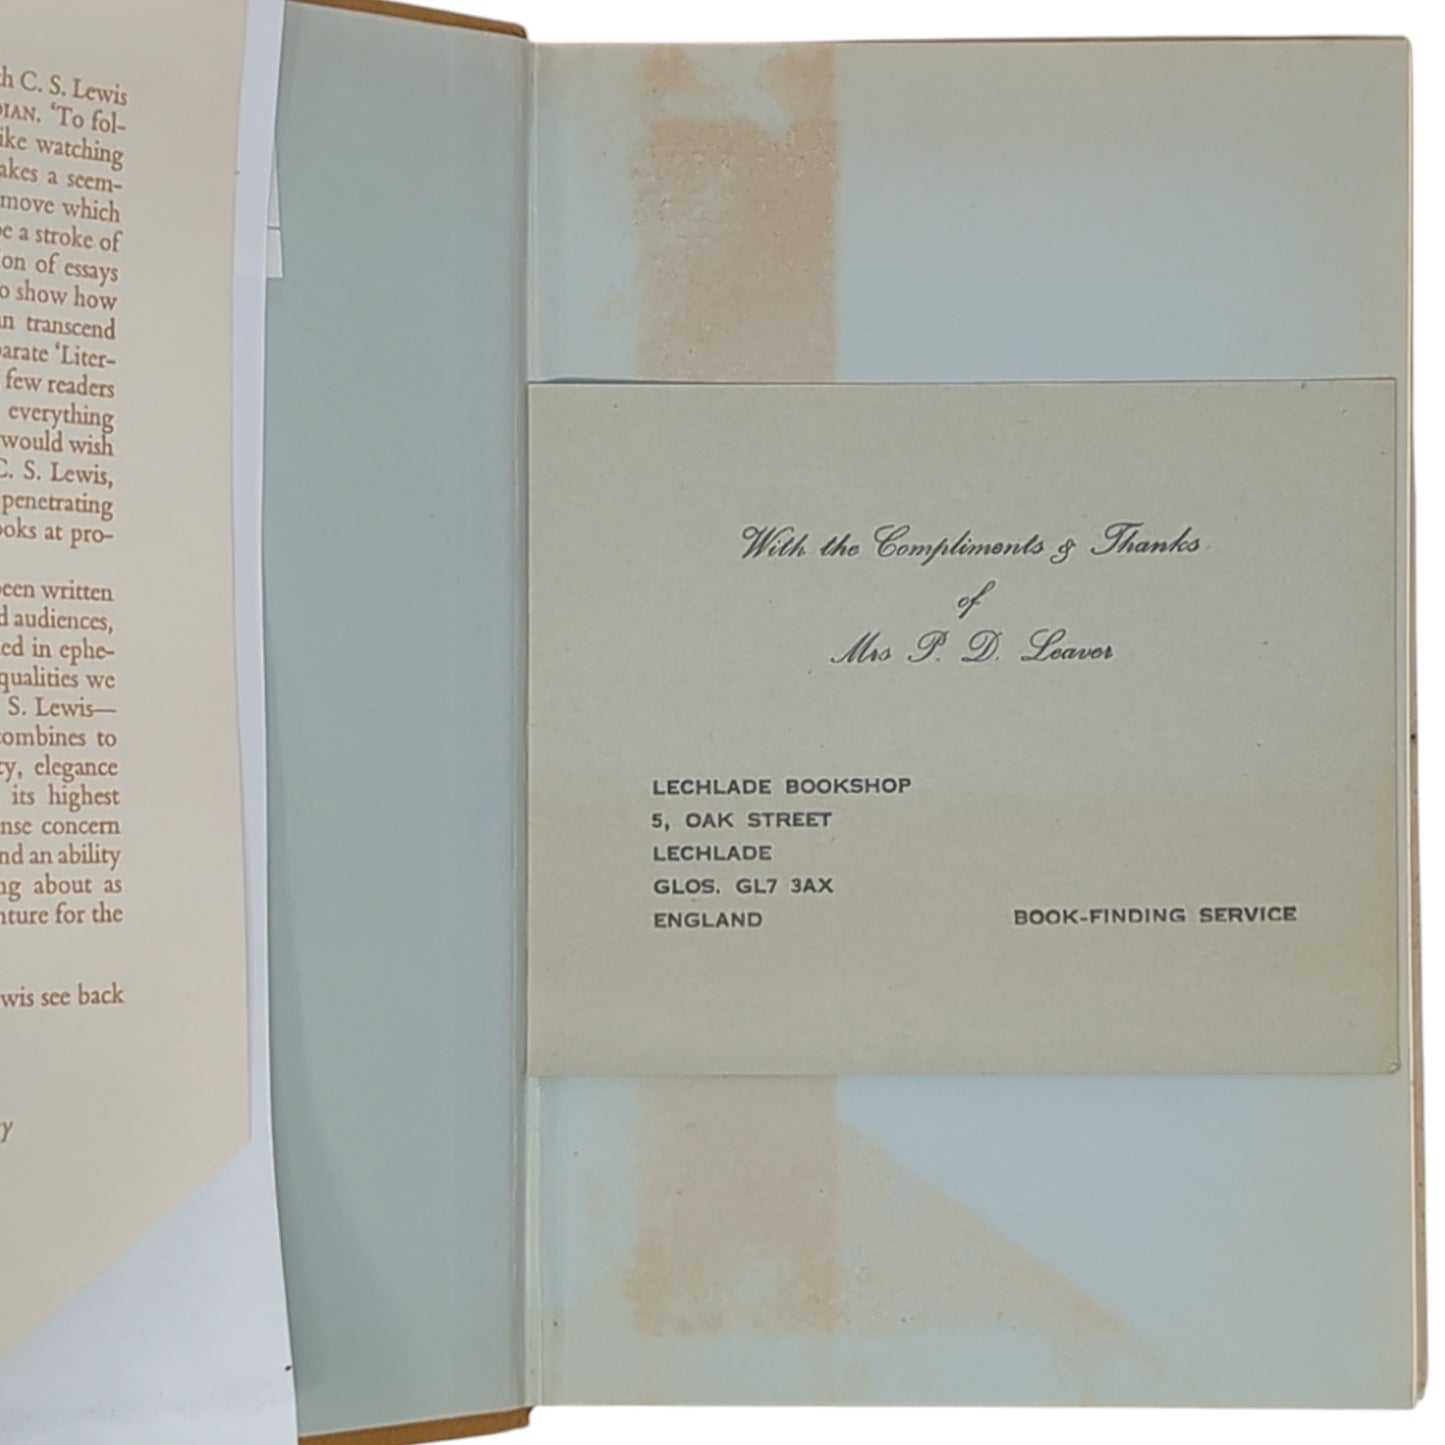 h C. S. Lewis
DIAN. 'To fol-
ike watching
akes a seem-
move which
e a stroke of
on of essays
o show how
n transcend
arate 'Liter-
few readers
everything
would wish
C. S. Lewis,
penetrating
ooks at pro-
een written
d audiences,
ed in ephe-
qualities we
S. Lewis—
combines to
ty, elegance
its highest
nse concern
nd an ability
ng about as
nture for the
wis see back
y
With the Compliments & Thanks
of
Mrs P. D. Leaver
LECHLADE BOOKSHOP
5, OAK STREET
LECHLADE
GLOS. GL7 3AX
ENGLAND
BOOK-FINDING SERVICE